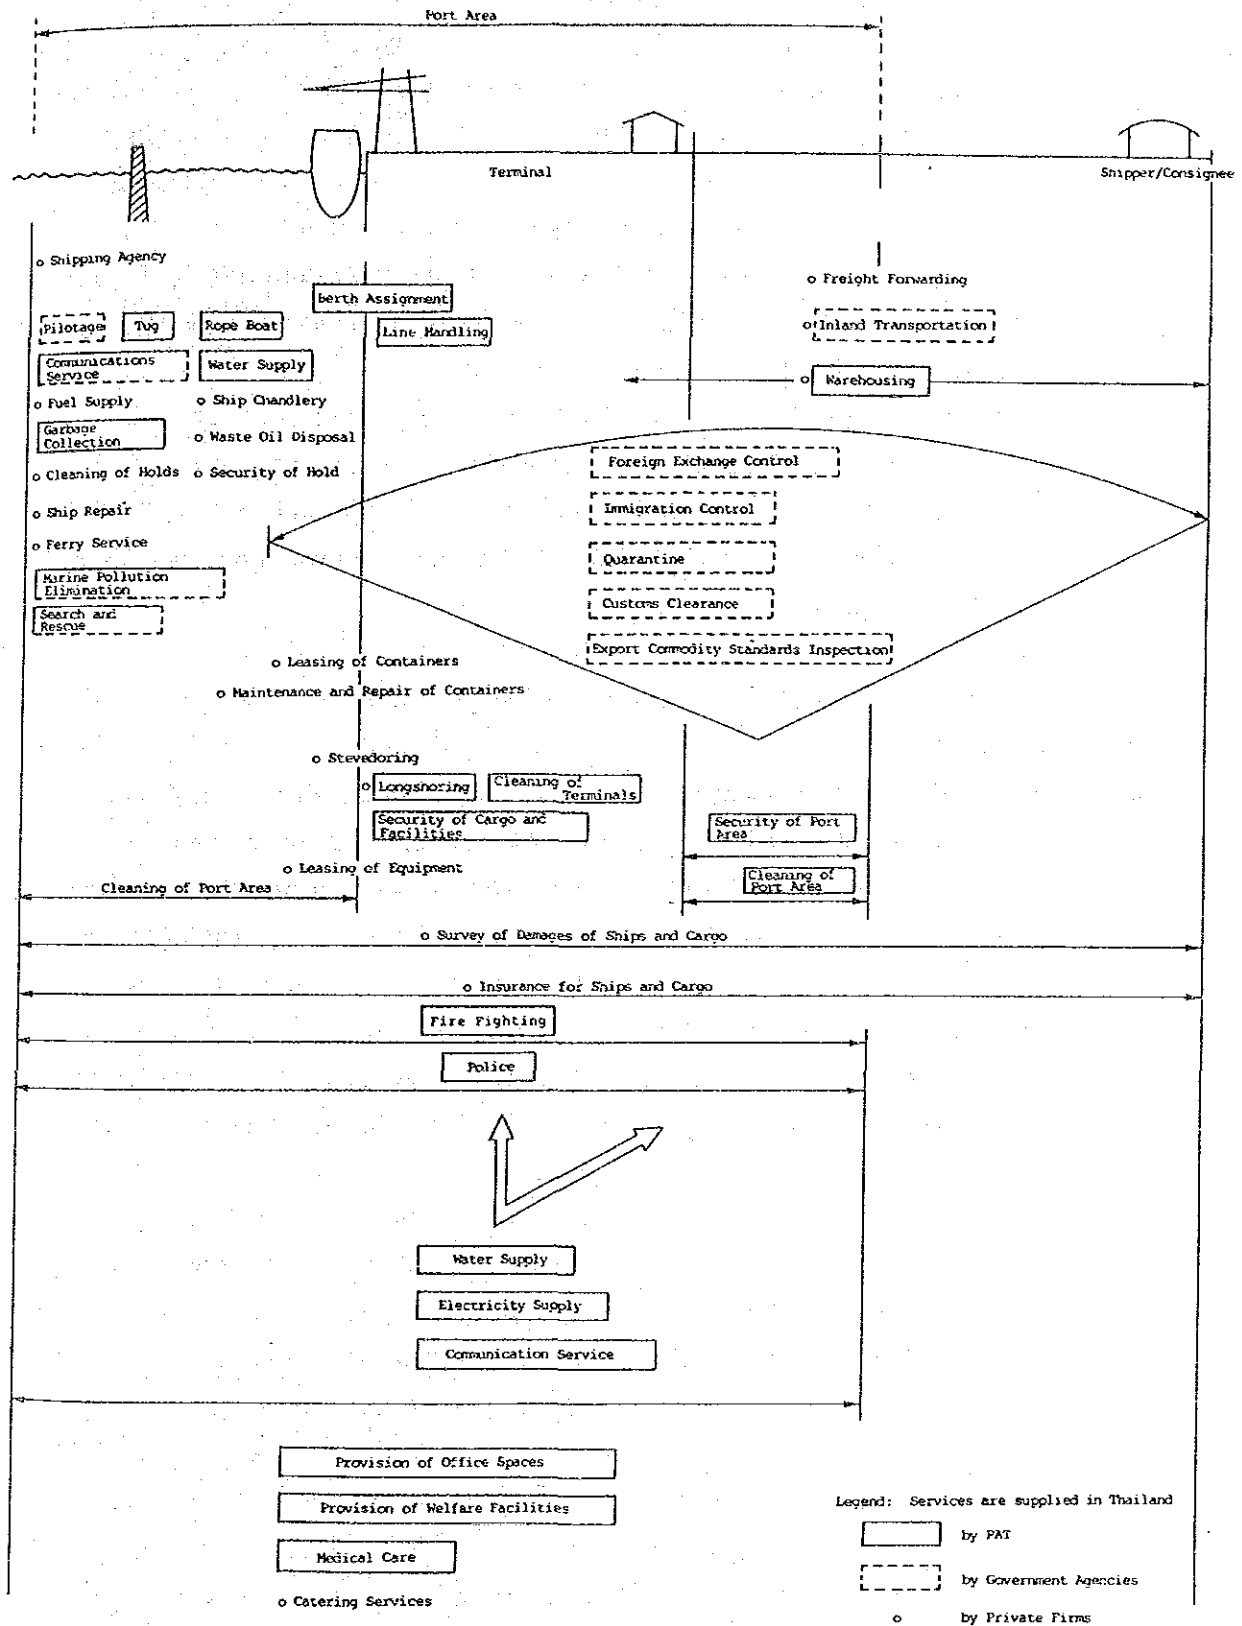 Port Area
Terminal
Shipper/Consignee
o Shipping Agency
o Freight Forwarding
Berth Assignment
Pilotage
Tug
Rope Boat
Line Handling
o Inland Transportation
Communications
Service
Water Supply
o Warehousing
o Fuel Supply
o Ship Chandlery
Garbage
Collection
o Waste Oil Disposal
Foreign Exchange Control
o Cleaning of Holds
o Security of Hold
Immigration Control
o Ship Repair
o Ferry Service
Quarantine
Marine Pollution
Elimination
Customs Clearance
Search and
Rescue
Export Commodity Standards Inspection
o Leasing of Containers
o Maintenance and Repair of Containers
o Stevedoring
o Longshoring
Cleaning of
Terminals
Security of Cargo and
Facilities
Security of Port
Area
o Leasing of Equipment
Cleaning of Port Area
Cleaning of
Port Area
o Survey of Damages of Ships and Cargo
o Insurance for Ships and Cargo
Fire Fighting
Police
Water Supply
Electricity Supply
Communication Service
Provision of Office Spaces
Provision of Welfare Facilities
Medical Care
o Catering Services
Legend: Services are supplied in Thailand
by PAT
by Government Agencies
o by Private Firms